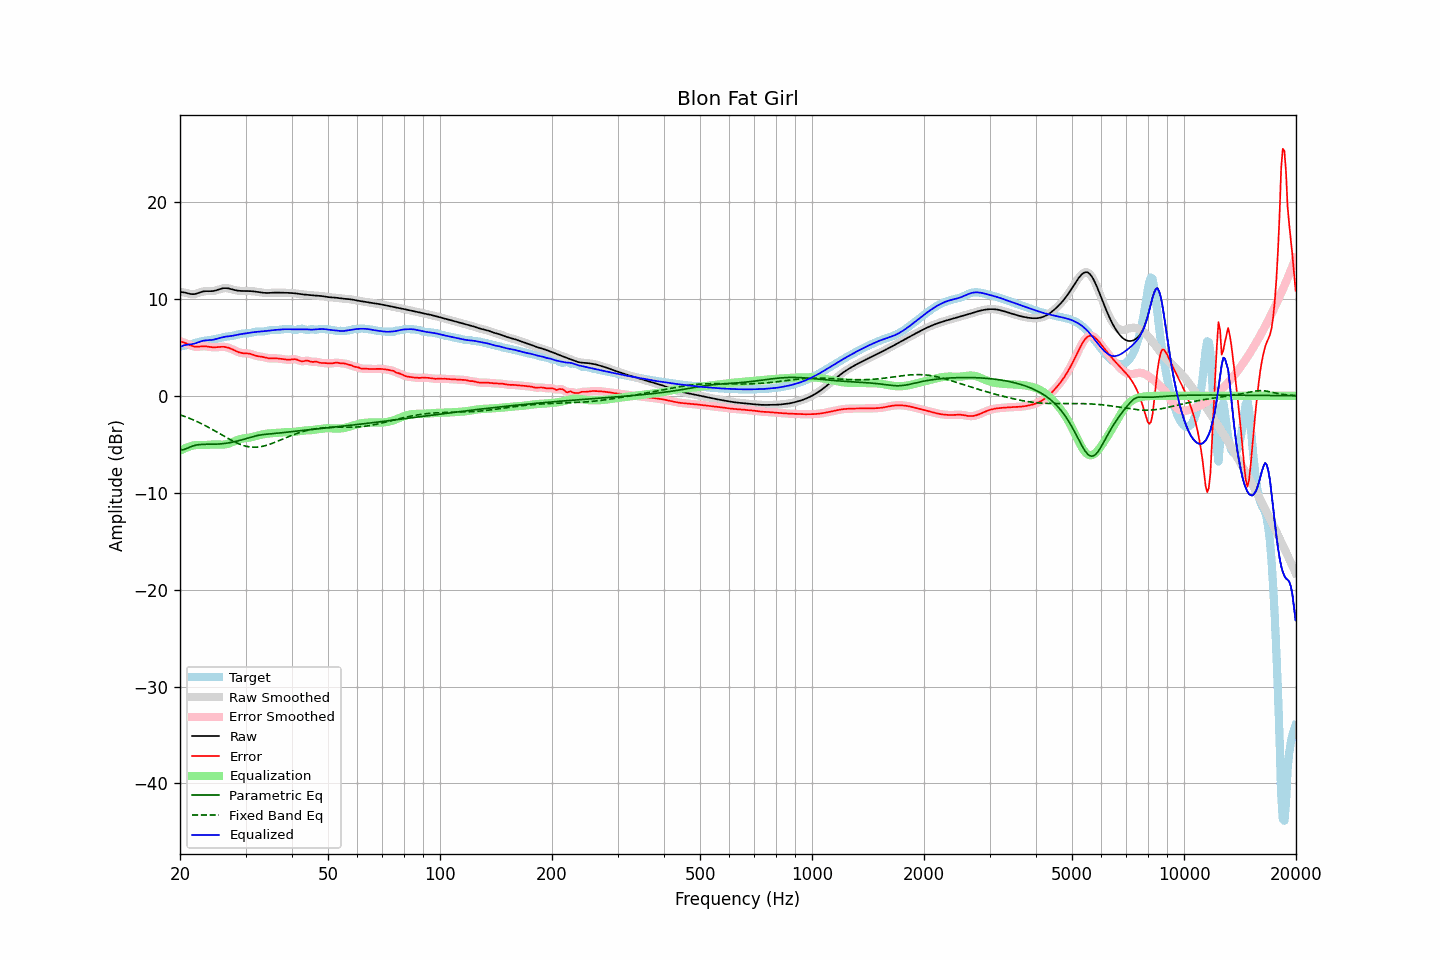 Blon Fat Girl
Amplitude (dBr)
20
10
0
−10
−20
−30
−40
Target
Raw Smoothed
Error Smoothed
Raw
Error
Equalization
Parametric Eq
Fixed Band Eq
Equalized
20 50 100 200 500 1000 2000 5000 10000 20000
Frequency (Hz)